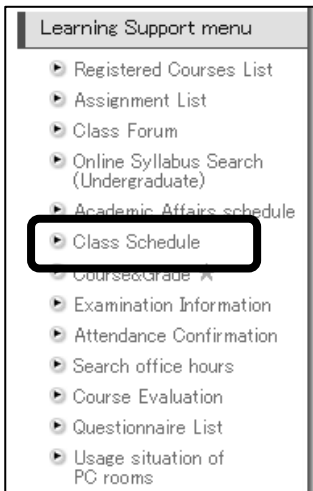 Learning Support menu
Registered Courses List
Assignment List
Class Forum
Online Syllabus Search
(Undergraduate)
Academic Affairs schedule
Class Schedule
Course&Grade ★
Examination Information
Attendance Confirmation
Search office hours
Course Evaluation
Questionnaire List
Usage situation of
PC rooms